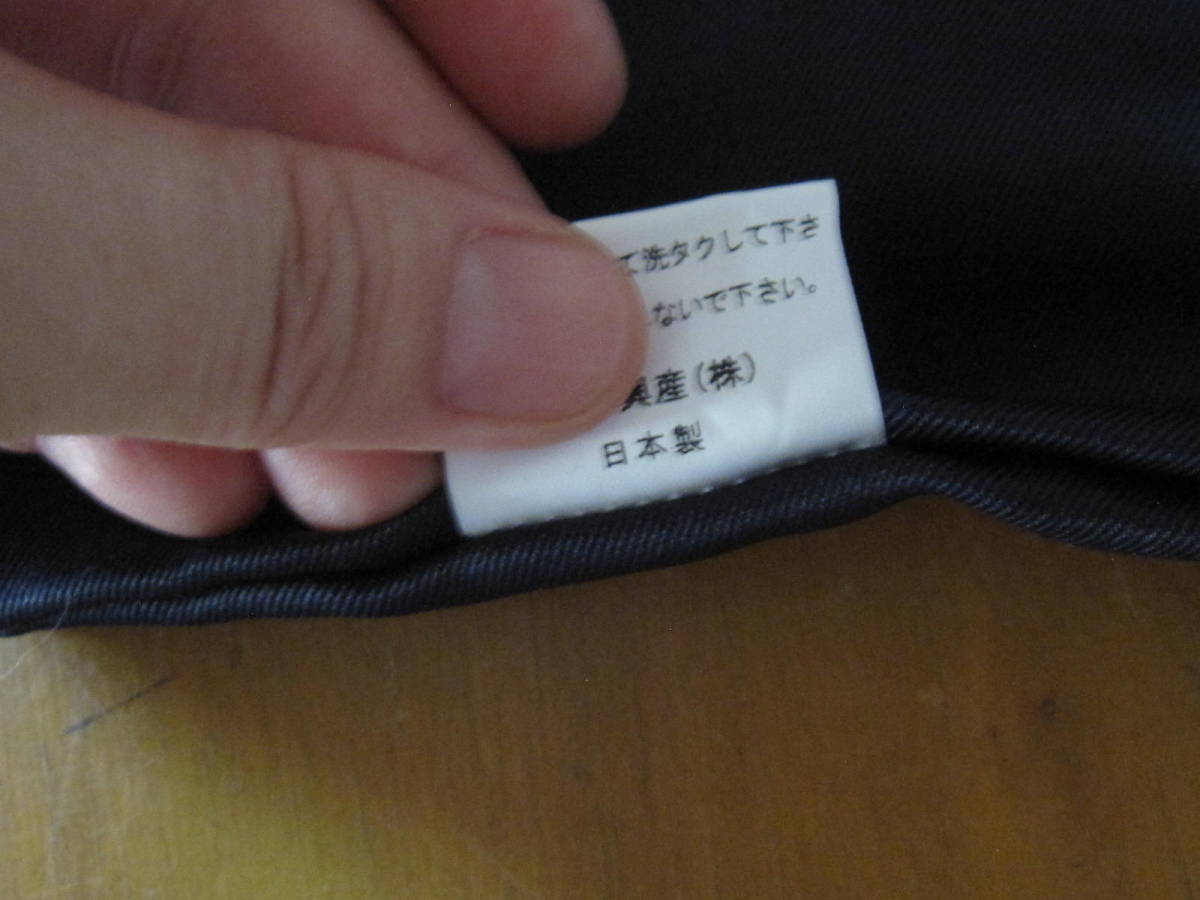 て洗タクして下さ
ないで下さい。
産(株)
日本製